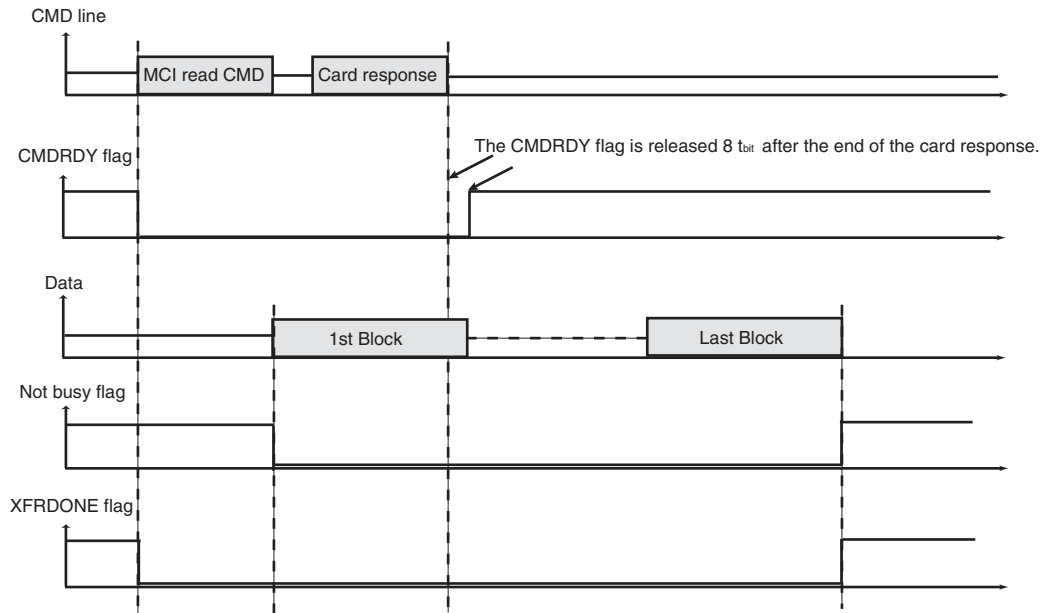 CMD line
MCI read CMD
Card response
The CMDRDY flag is released 8 tbit after the end of the card response.
CMDRDY flag
Data
1st Block
Last Block
Not busy flag
XFRDONE flag